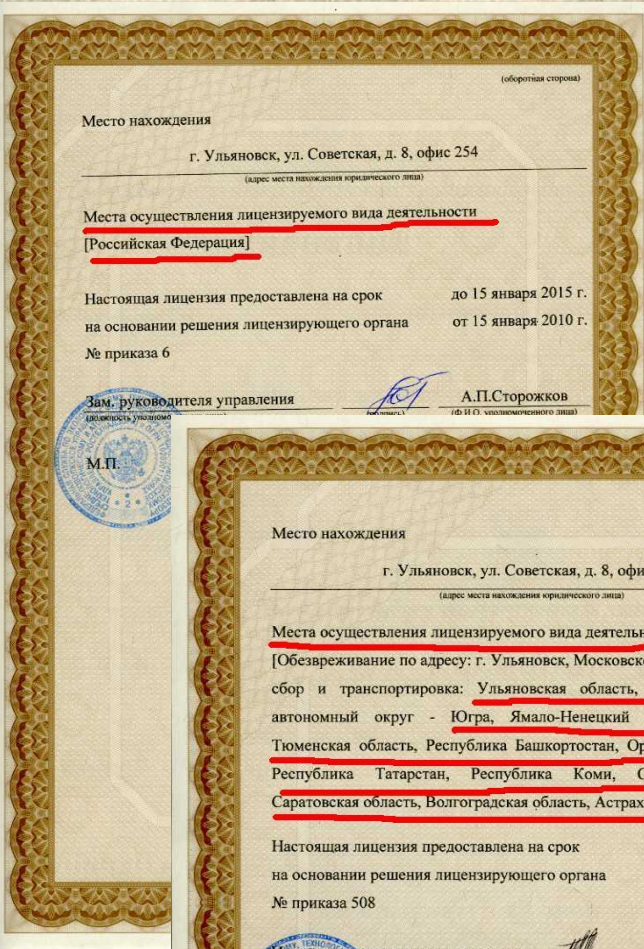 (оборотная сторона)
Место нахождения
г. Ульяновск, ул. Советская, д. 8, офис 254
(адрес места нахождения юридического лица)
Места осуществления лицензируемого вида деятельности
[Российская Федерация]
Настоящая лицензия предоставлена на срок до 15 января 2015 г.
на основании решения лицензирующего органа от 15 января 2010 г.
№ приказа 6
Зам. руководителя управления А.П.Сторожков
(должность уполномо (подпись) (Ф.И.О. уполномоченного лица)
М.П.
Место нахождения
г. Ульяновск, ул. Советская, д. 8, офи
(адрес места нахождения юридического лица)
Места осуществления лицензируемого вида деятельн
[Обезвреживание по адресу: г. Ульяновск, Московско
сбор и транспортировка: Ульяновская область,
автономный округ - Югра, Ямало-Ненецкий
Тюменская область, Республика Башкортостан, Ор
Республика Татарстан, Республика Коми, С
Саратовская область, Волгоградская область, Астрах
Настоящая лицензия предоставлена на срок
на основании решения лицензирующего органа
№ приказа 508